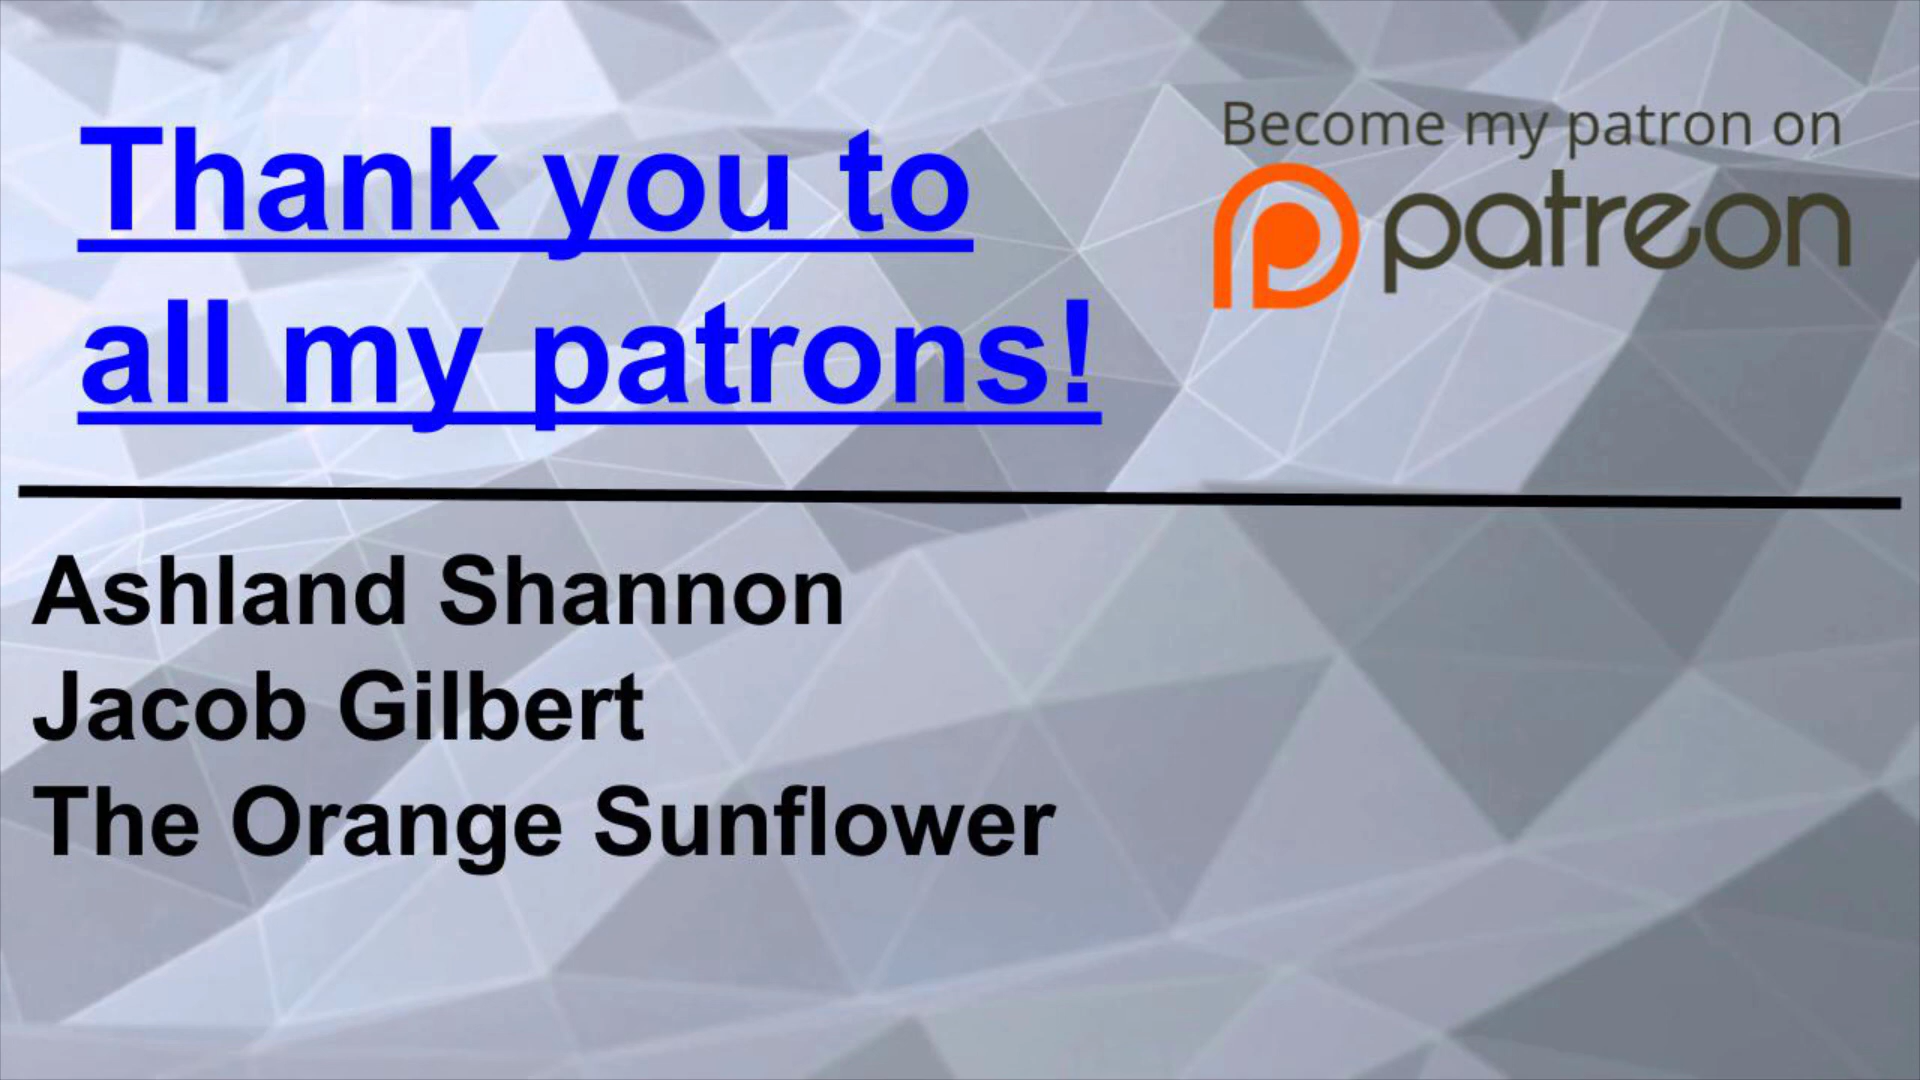 Thank you to
all my patrons!
Become my patron on
patreon
Ashland Shannon
Jacob Gilbert
The Orange Sunflower